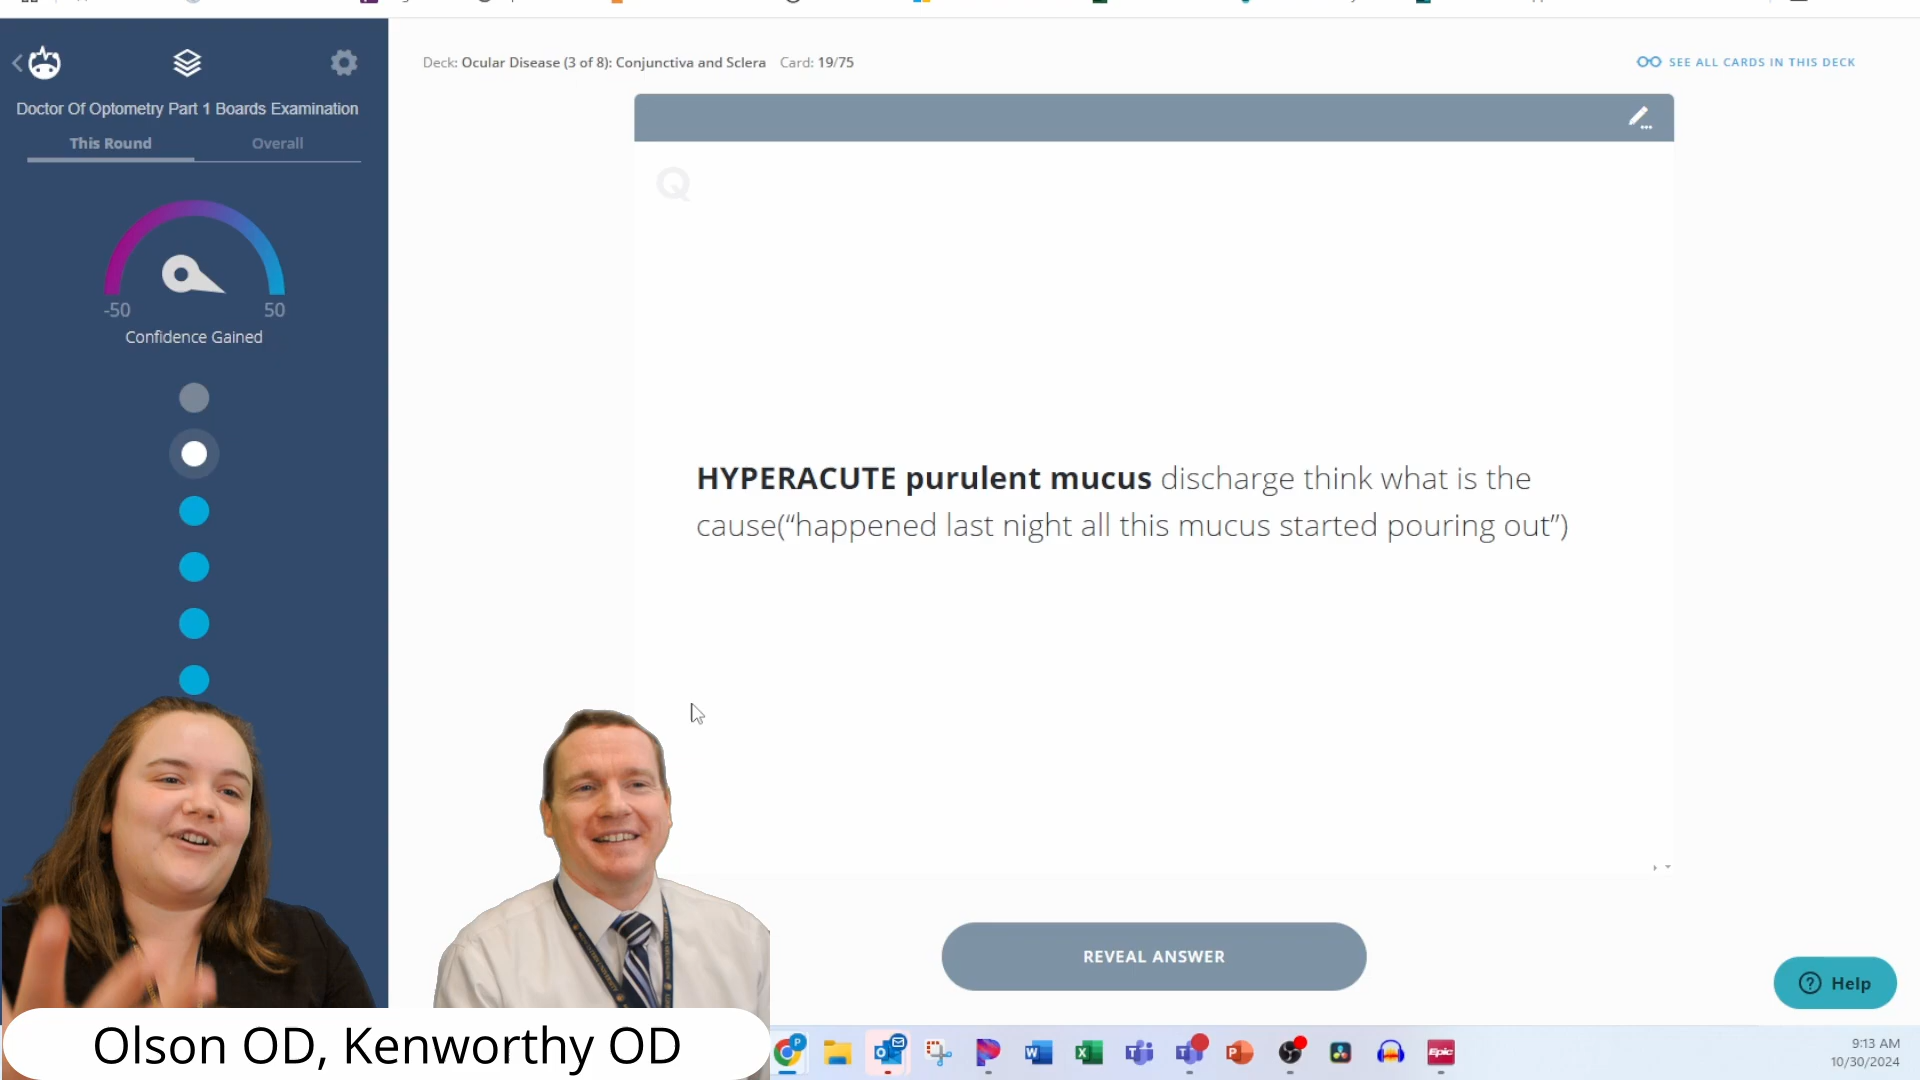 Deck: Ocular Disease (3 of 8): Conjunctiva and Sclera Card: 19/75
SEE ALL CARDS IN THIS DECK
Doctor Of Optometry Part 1 Boards Examination
This Round
Overall
-50
50
Confidence Gained
Q
HYPERACUTE purulent mucus discharge think what is the
cause(“happened last night all this mucus started pouring out”)
REVEAL ANSWER
? Help
Olson OD, Kenworthy OD
Epic
9:13 AM
10/30/2024